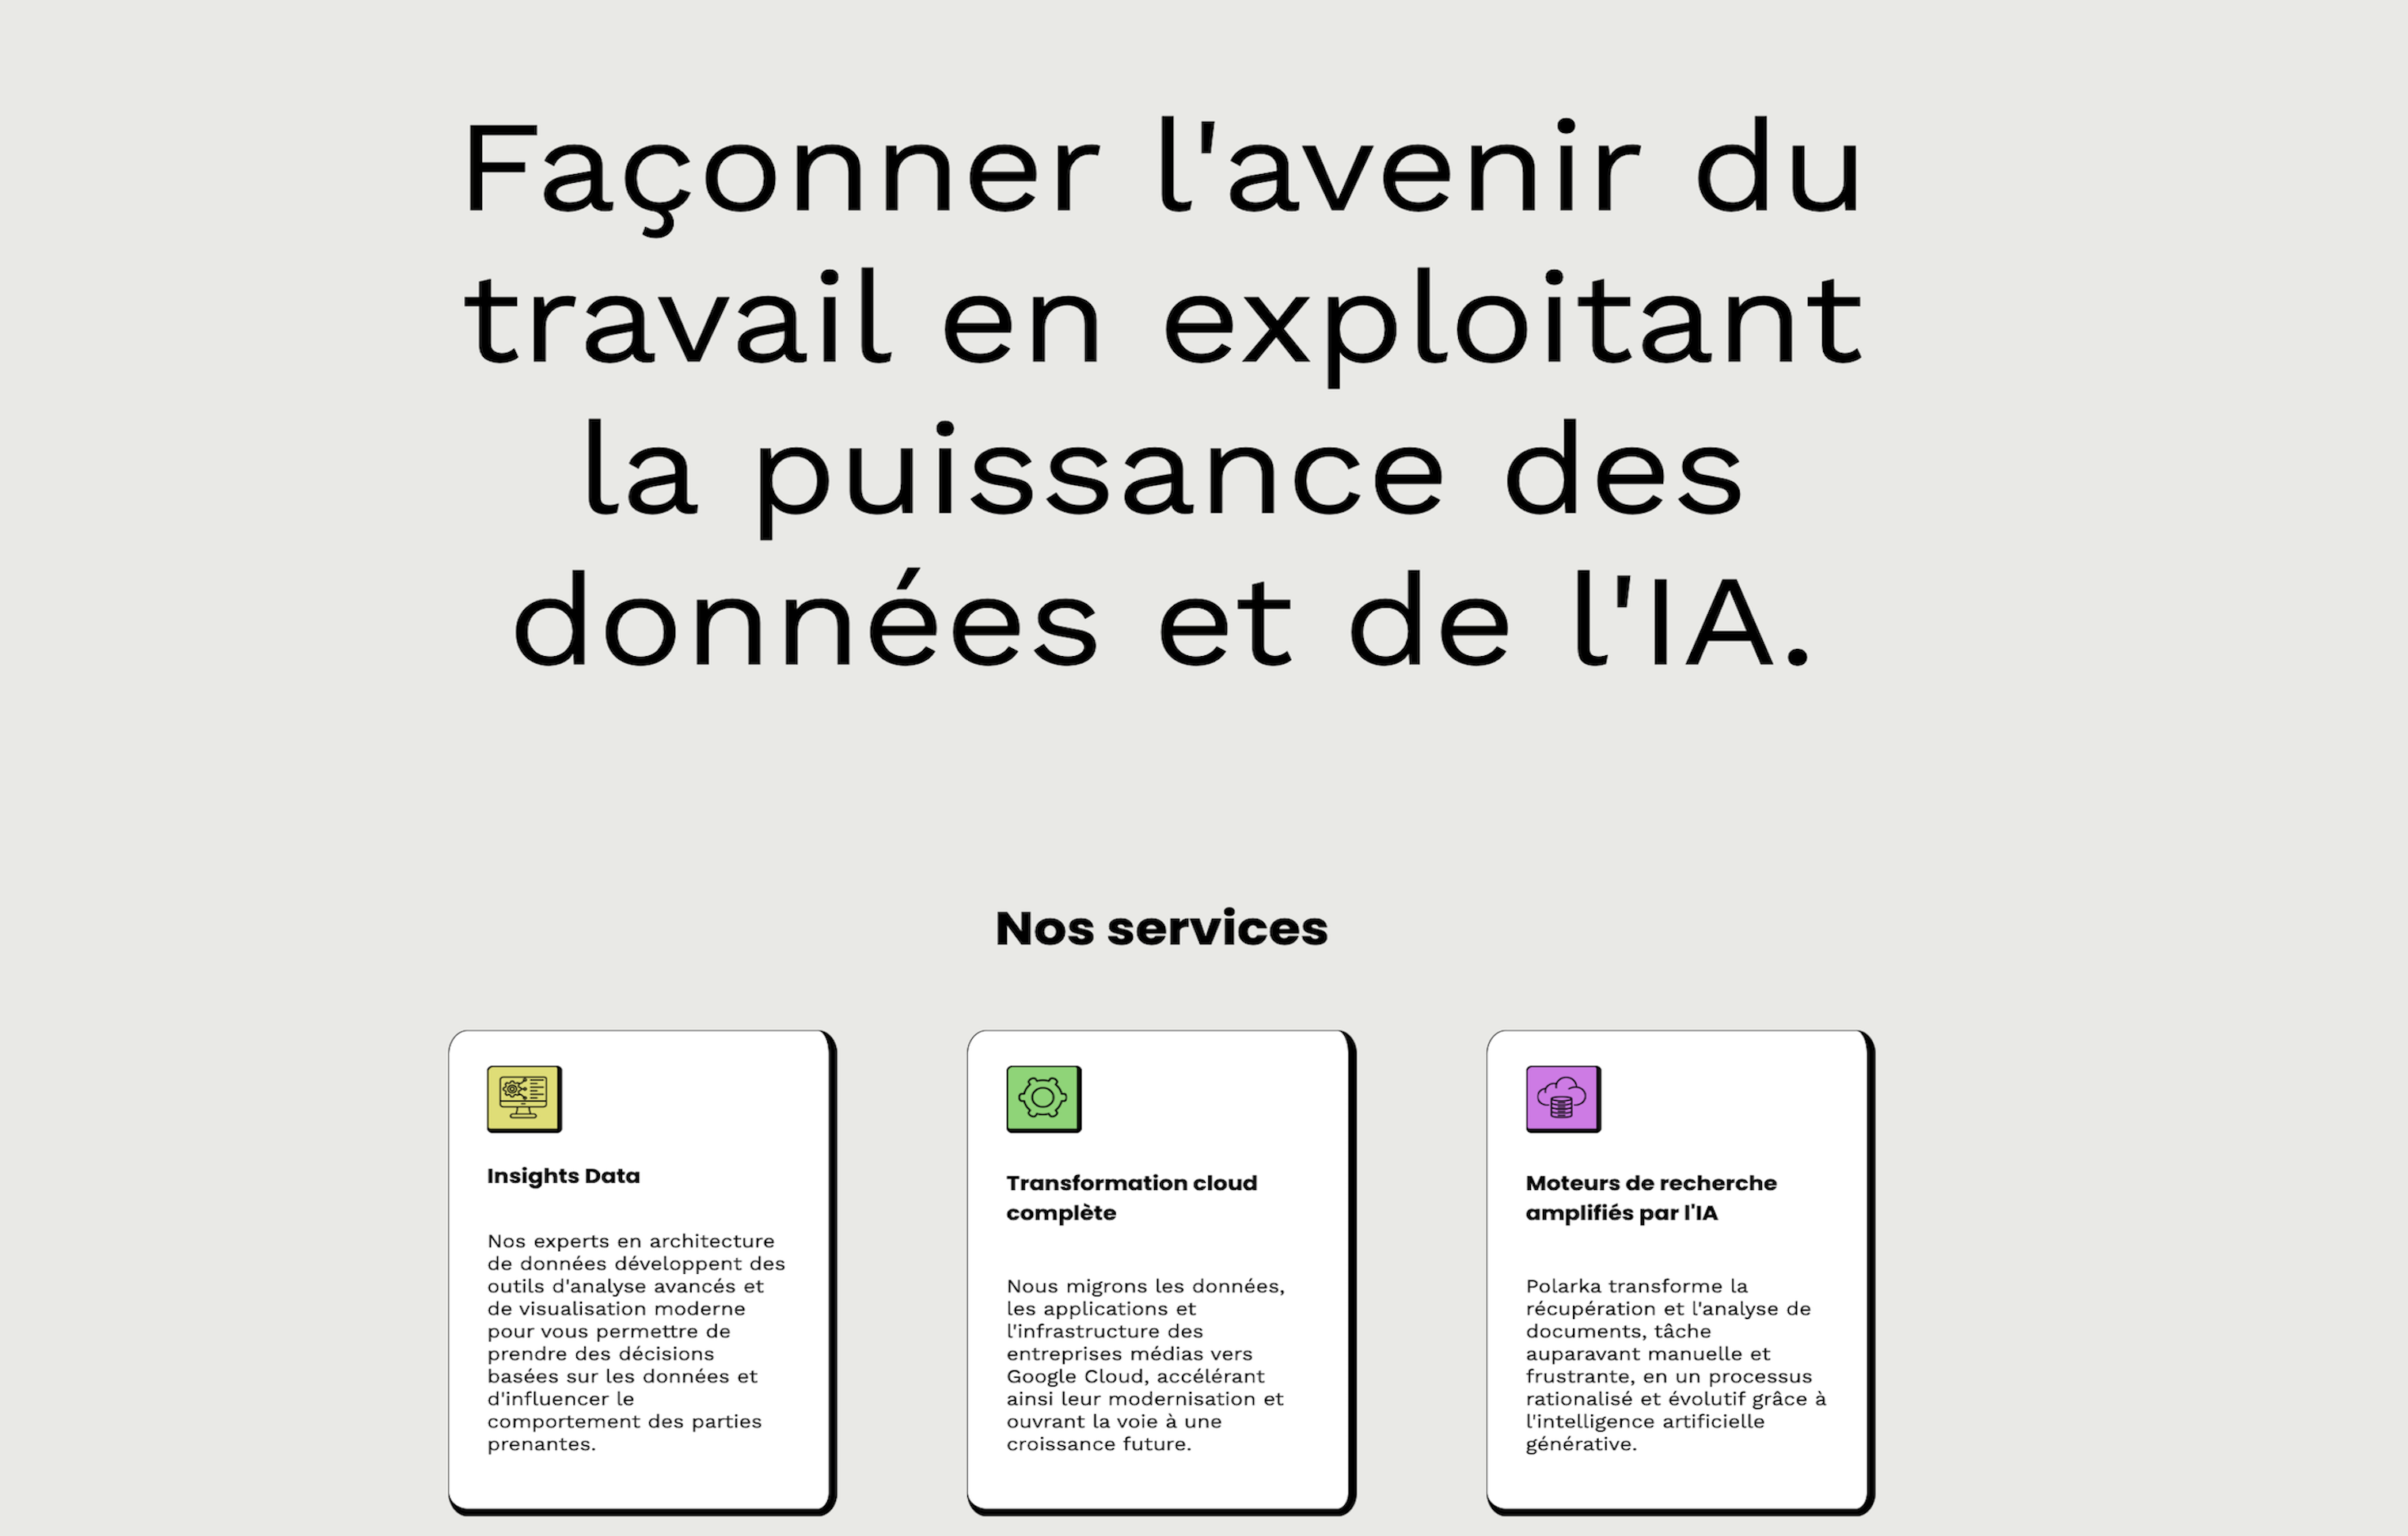 Façonner l'avenir du
travail en exploitant
la puissance des
données et de l'IA.
Nos services
Insights Data
Nos experts en architecture
de données développent des
outils d'analyse avancés et
de visualisation moderne
pour vous permettre de
prendre des décisions
basées sur les données et
d'influencer le
comportement des parties
prenantes.
Transformation cloud
complète
Nous migrons les données,
les applications et
l'infrastructure des
entreprises médias vers
Google Cloud, accélérant
ainsi leur modernisation et
ouvrant la voie à une
croissance future.
Moteurs de recherche
amplifiés par l'IA
Polarka transforme la
récupération et l'analyse de
documents, tâche
auparavant manuelle et
frustrante, en un processus
rationalisé et évolutif grâce à
l'intelligence artificielle
générative.